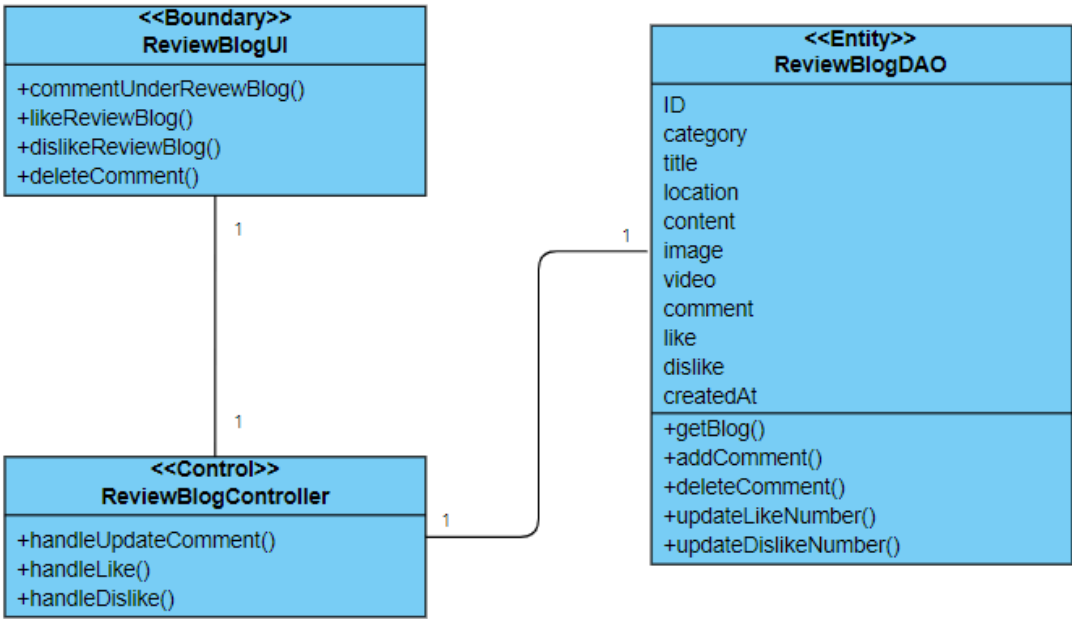 <<Boundary>>
ReviewBlogUI
+commentUnderRevewBlog()
+likeReviewBlog()
+dislikeReviewBlog()
+deleteComment()
1
1
<<Control>>
ReviewBlogController
+handleUpdateComment()
+handleLike()
+handleDislike()
1
1
<<Entity>>
ReviewBlogDAO
ID
category
title
location
content
image
video
comment
like
dislike
createdAt
+getBlog()
+addComment()
+deleteComment()
+updateLikeNumber()
+updateDislikeNumber()